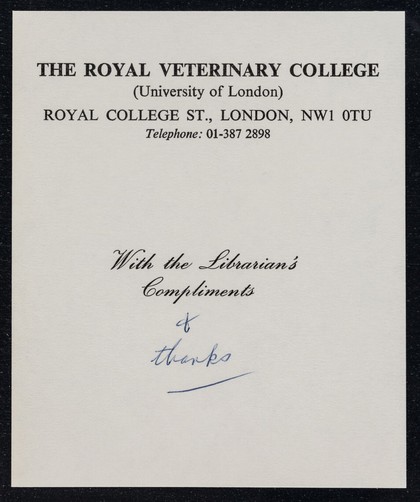 THE ROYAL VETERINARY COLLEGE
(University of London)
ROYAL COLLEGE ST., LONDON, NW1 0TU
Telephone: 01-387 2898
With the Librarian's
Compliments
&
thanks